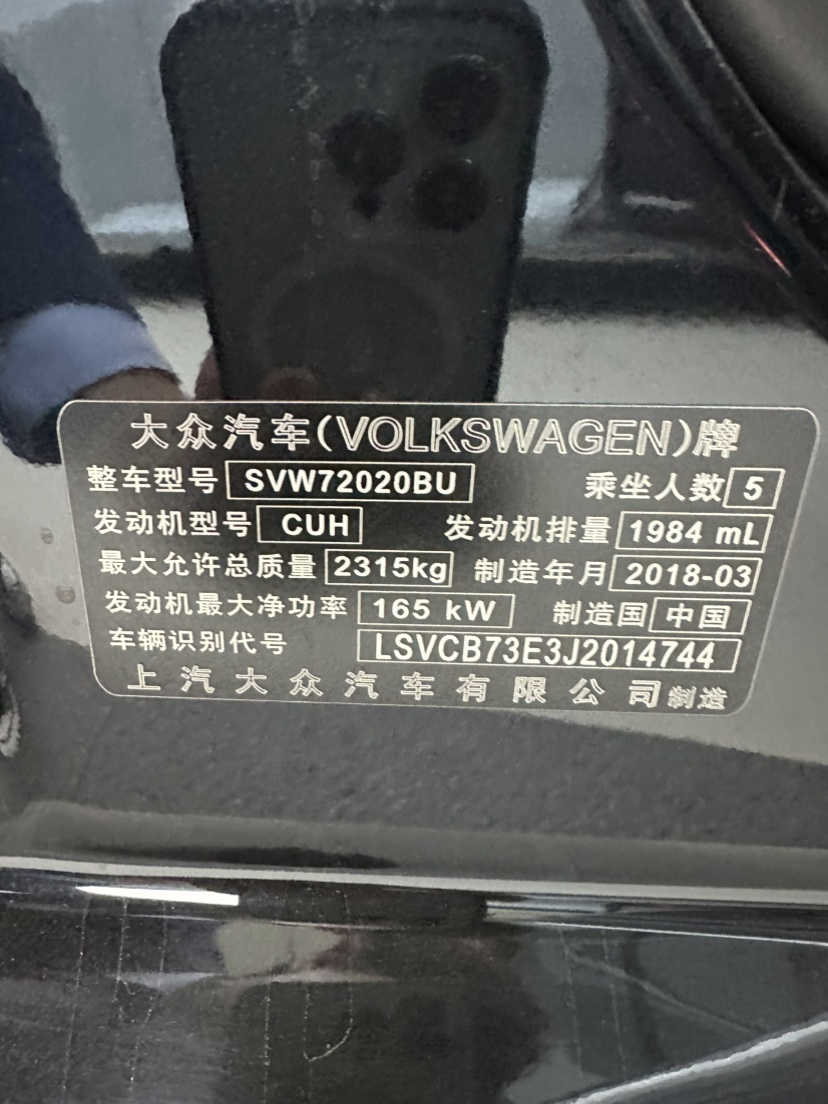 大众汽车(VOLKSWAGEN)牌
整车型号 SVW72020BU 乘坐人数 5
发动机型号 CUH 发动机排量 1984 mL
最大允许总质量 2315kg 制造年月 2018-03
发动机最大净功率 165 kW 制造国 中国
车辆识别代号 LSVCB73E3J2014744
上汽大众汽车有限公司制造